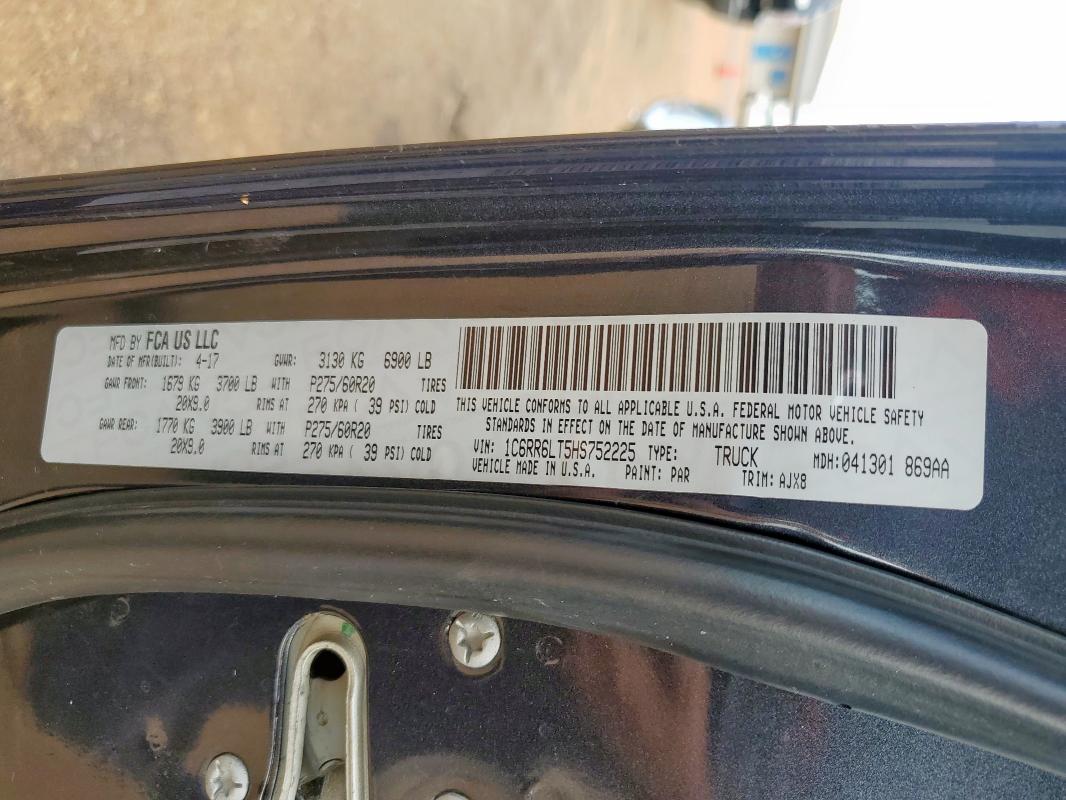 MFD BY FCA US LLC
DATE OF MFR(BUILT): 4-17 GVWR: 3130 KG 6900 LB
GAWR FRONT: 1679 KG 3700 LB WITH P275/60R20 TIRES
20X9.0 RIMS AT 270 KPA ( 39 PSI) COLD
GAWR REAR: 1770 KG 3900 LB WITH P275/60R20 TIRES
20X9.0 RIMS AT 270 KPA ( 39 PSI) COLD
THIS VEHICLE CONFORMS TO ALL APPLICABLE U.S.A. FEDERAL MOTOR VEHICLE SAFETY
STANDARDS IN EFFECT ON THE DATE OF MANUFACTURE SHOWN ABOVE.
VIN: 1C6RR6LT5HS752225 TYPE: TRUCK MDH:041301 869AA
VEHICLE MADE IN U.S.A. PAINT: PAR TRIM: AJX8